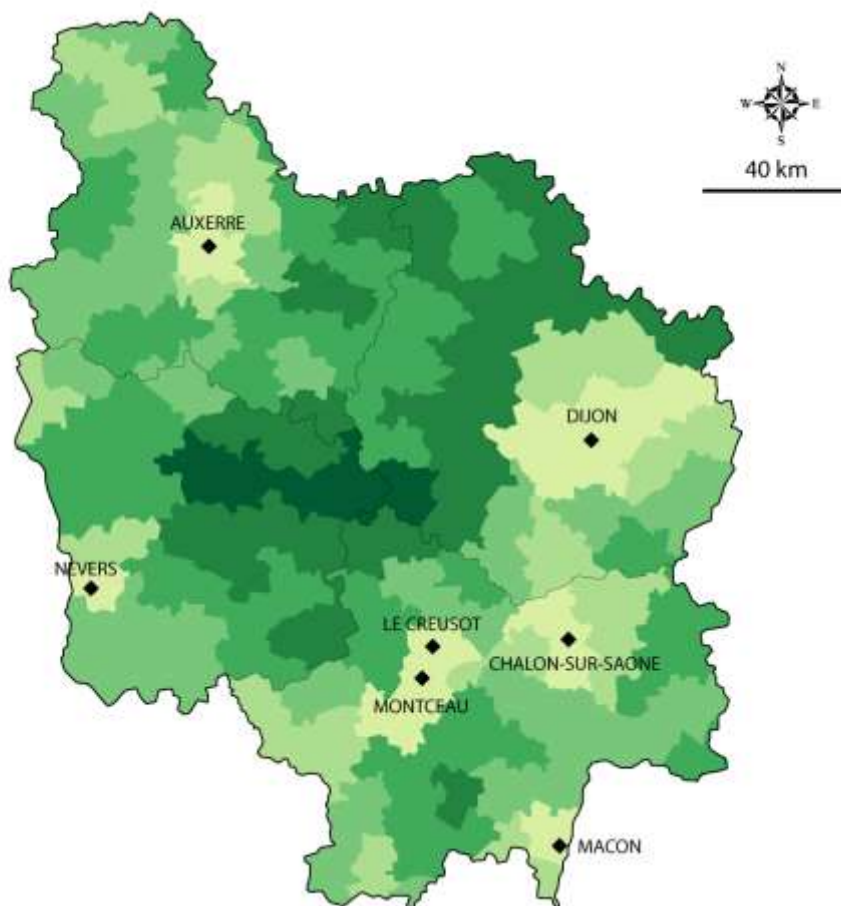 N
W E
S
40 km
AUXERRE
DIJON
NEVERS
LE CREUSOT
CHALON-SUR-SAONE
MONTCEAU
MACON